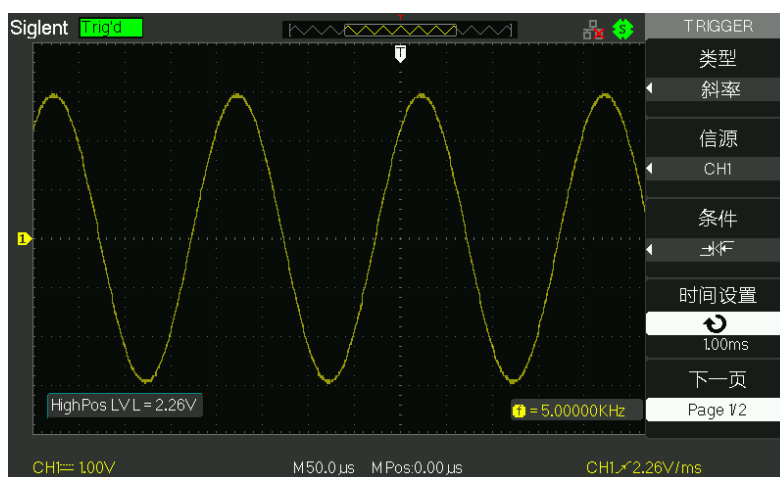 Siglent Trig'd
T
S
TRIGGER
类型
斜率
信源
CH1
条件
时间设置
1.00ms
下一页
Page 1/2
T
1
HighPos LVL = 2.26V
f = 5.00000KHz
CH1 1.00V M50.0μs M Pos:0.00μs CH1 2.26V/ms